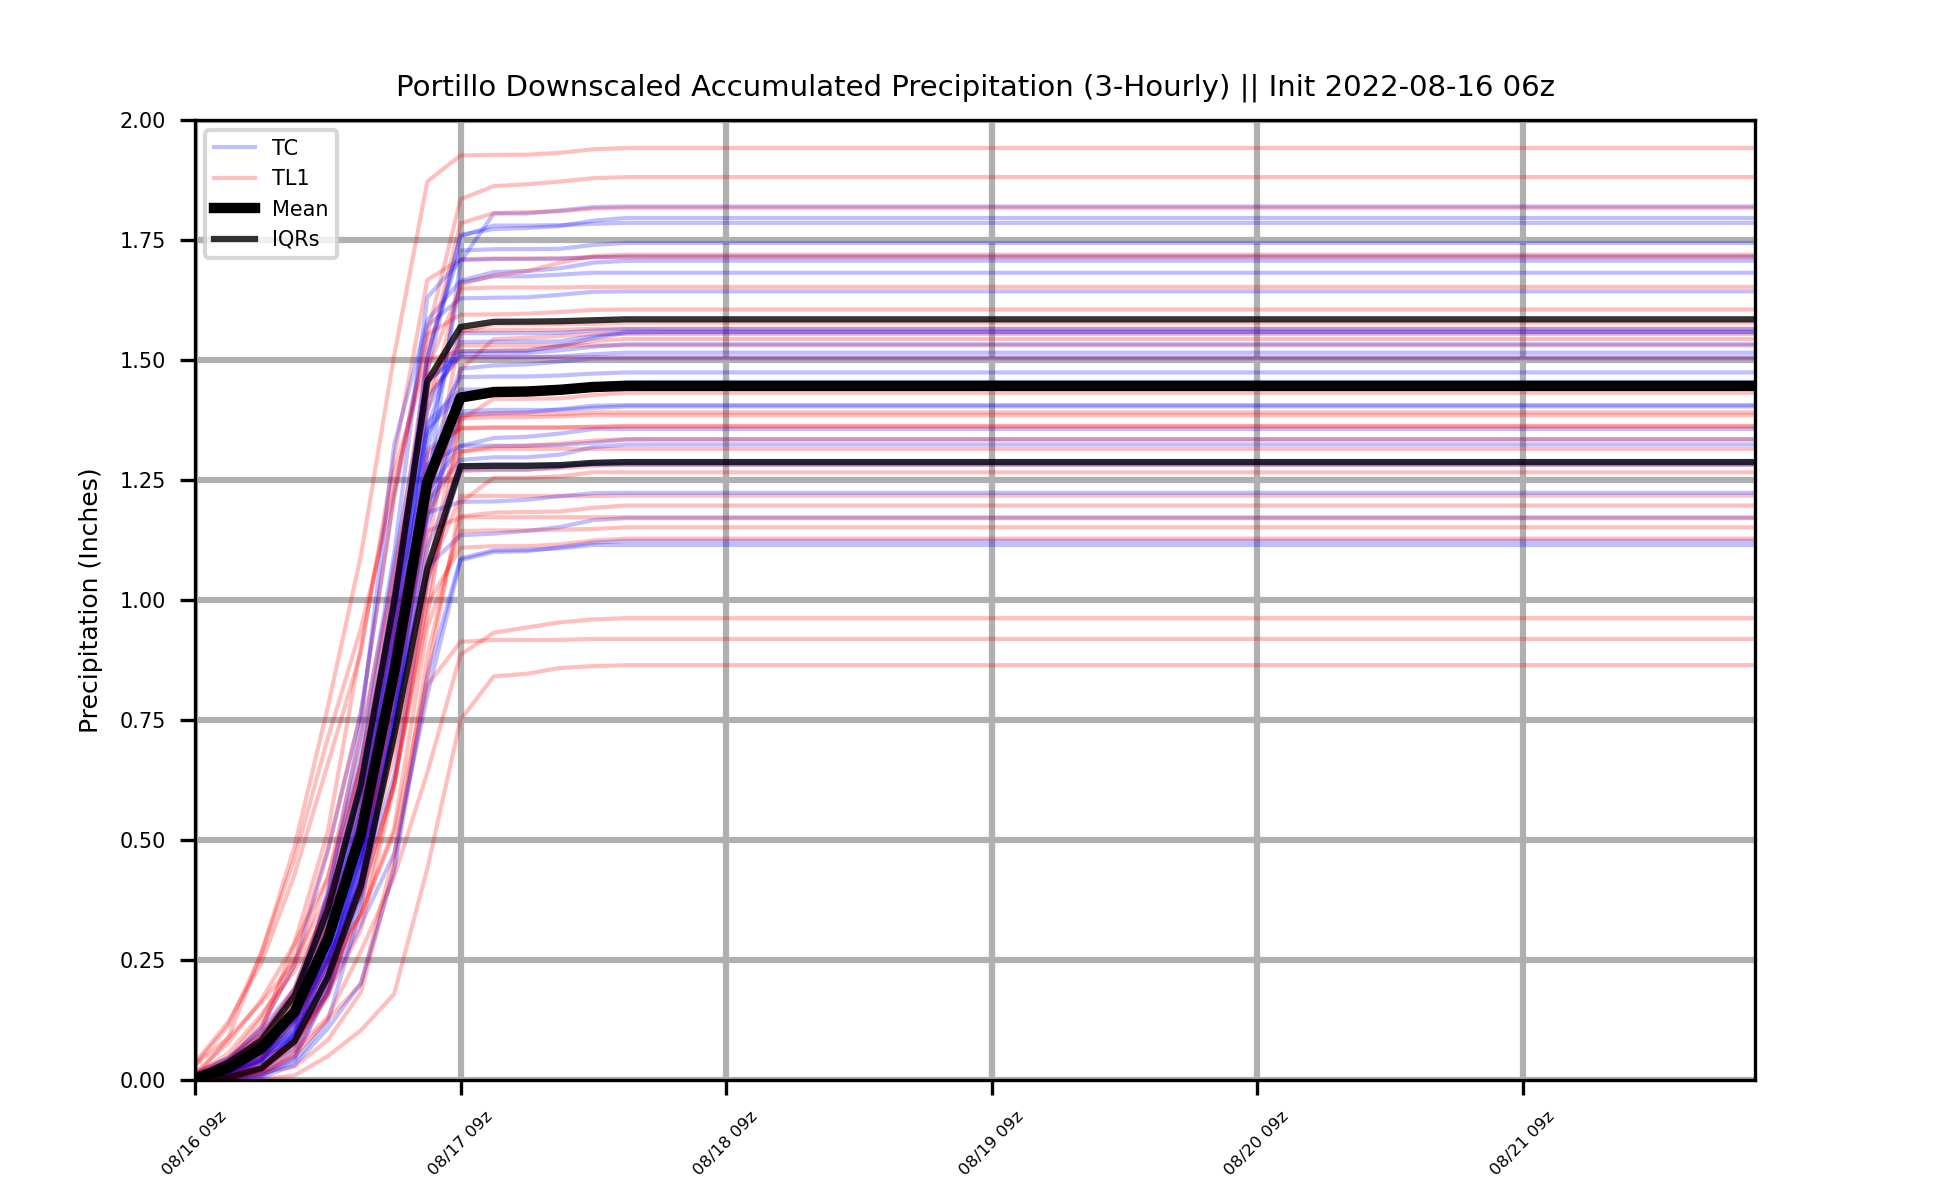 Portillo Downscaled Accumulated Precipitation (3-Hourly) || Init 2022-08-16 06z
2.00
1.75
1.50
1.25
1.00
0.75
0.50
0.25
0.00
Precipitation (Inches)
TC
TL1
Mean
IQRs
08/16 09z
08/17 09z
08/18 09z
08/19 09z
08/20 09z
08/21 09z